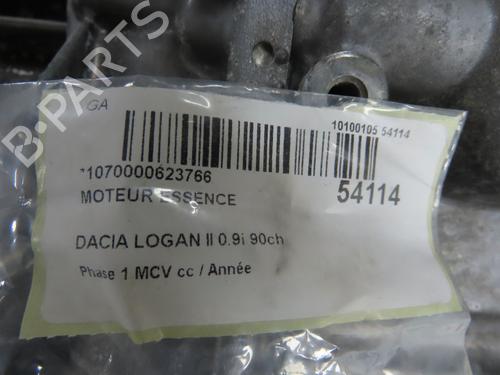 GA
10100105 54114
*1070000623766
54114
MOTEUR ESSENCE
DACIA LOGAN II 0.9i 90ch
Phase 1 MCV cc / Année
B-PARTS